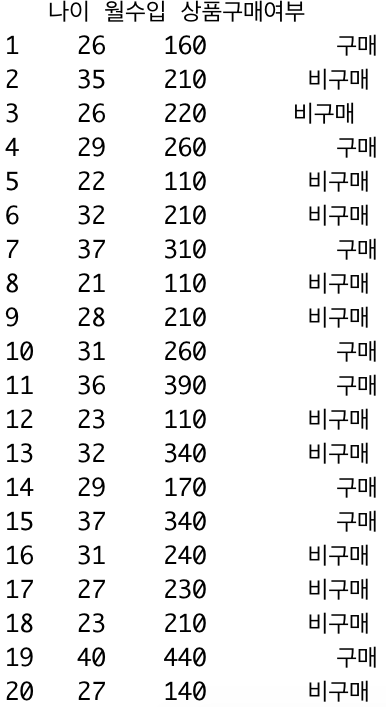 나이 월수입 상품구매여부
1 26 160 구매
2 35 210 비구매
3 26 220 비구매
4 29 260 구매
5 22 110 비구매
6 32 210 비구매
7 37 310 구매
8 21 110 비구매
9 28 210 비구매
10 31 260 구매
11 36 390 구매
12 23 110 비구매
13 32 340 비구매
14 29 170 구매
15 37 340 구매
16 31 240 비구매
17 27 230 비구매
18 23 210 비구매
19 40 440 구매
20 27 140 비구매